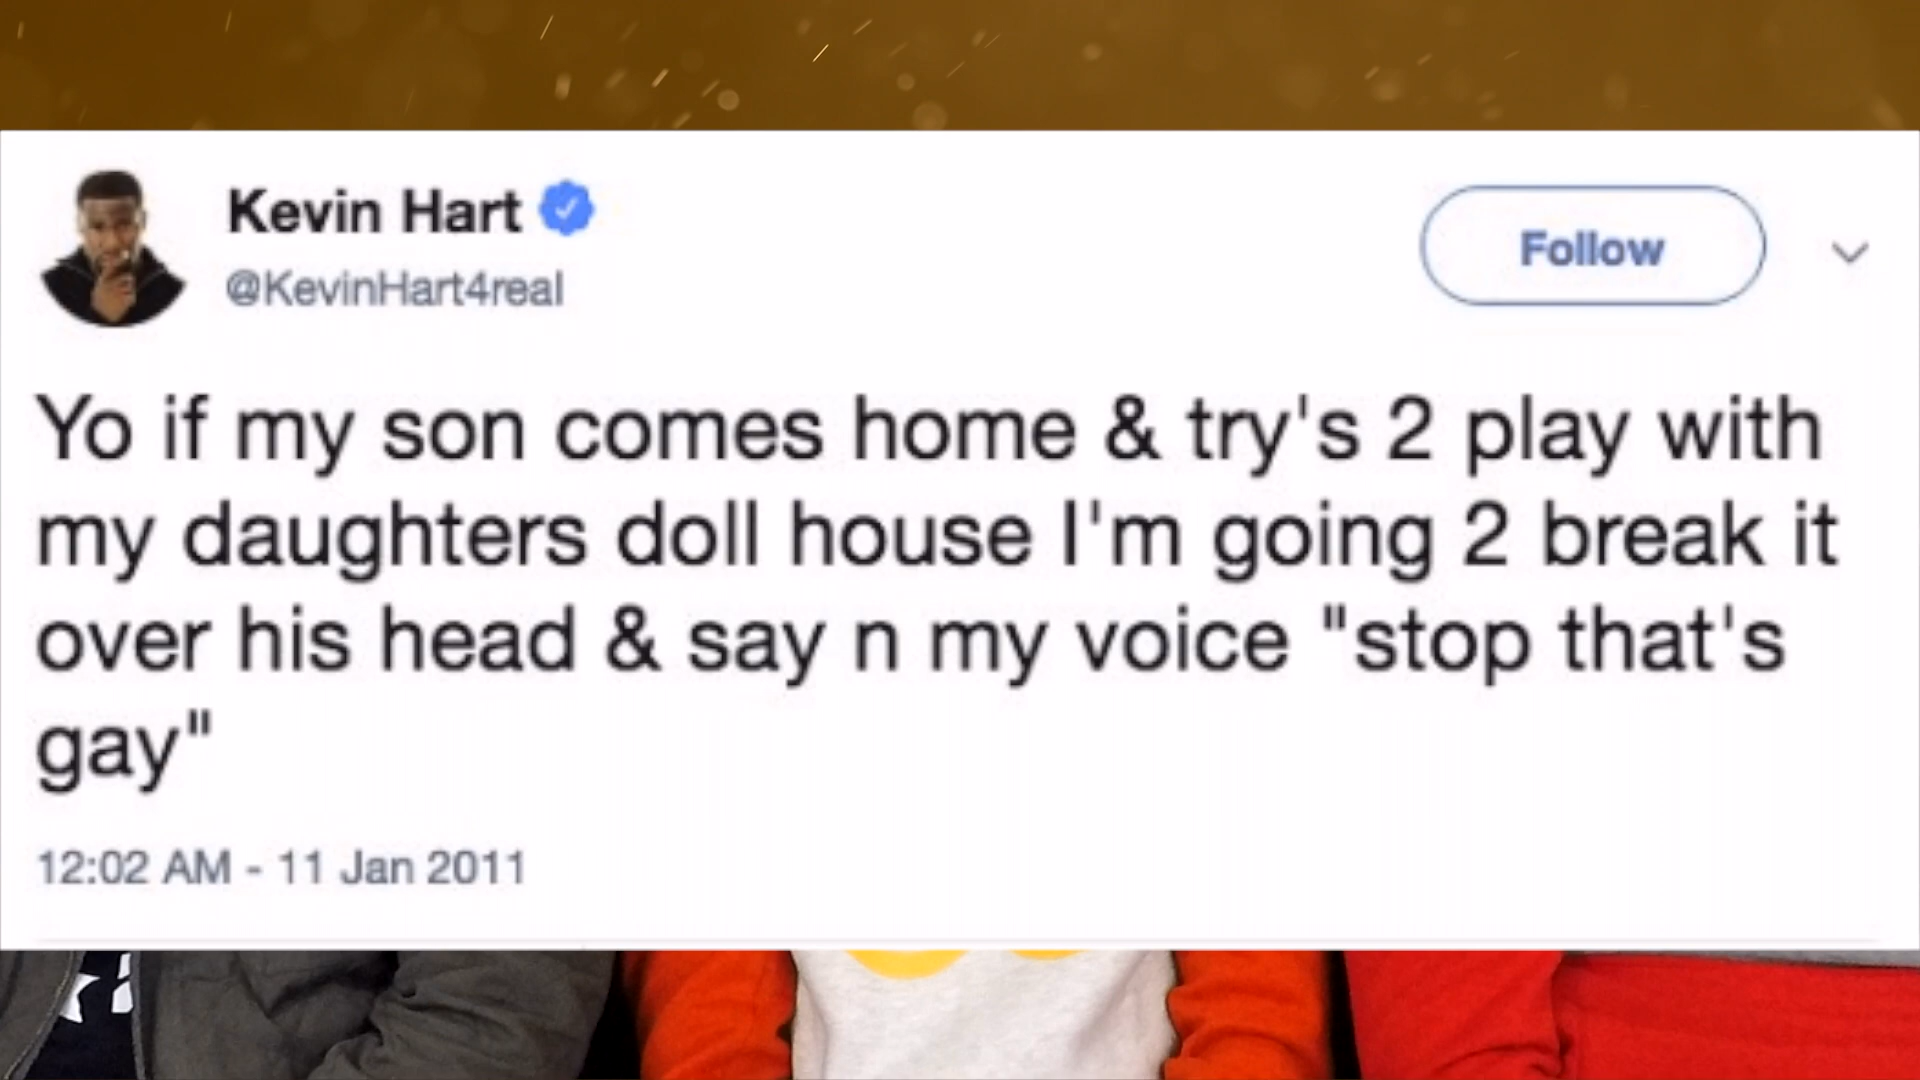 Kevin Hart
@KevinHart4real
Follow
Yo if my son comes home & try's 2 play with
my daughters doll house I'm going 2 break it
over his head & say n my voice "stop that's
gay"
12:02 AM - 11 Jan 2011